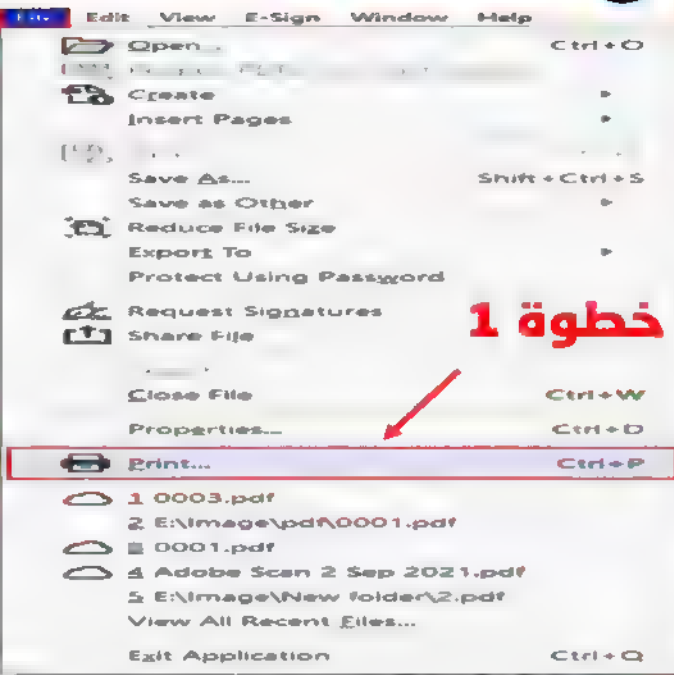 File Edit View E-Sign Window Help
Open... Ctrl+O
Create
Insert Pages
Save As... Shift+Ctrl+S
Save as Other
Reduce File Size
Export To
Protect Using Password
Request Signatures
خطوة 1
Share File
Close File Ctrl+W
Properties... Ctrl+D
Print... Ctrl+P
1 0003.pdf
2 E:\Image\pdf\0001.pdf
0001.pdf
4 Adobe Scan 2 Sep 2021.pdf
5 E:\Image\New folder\2.pdf
View All Recent Files...
Exit Application Ctrl+Q